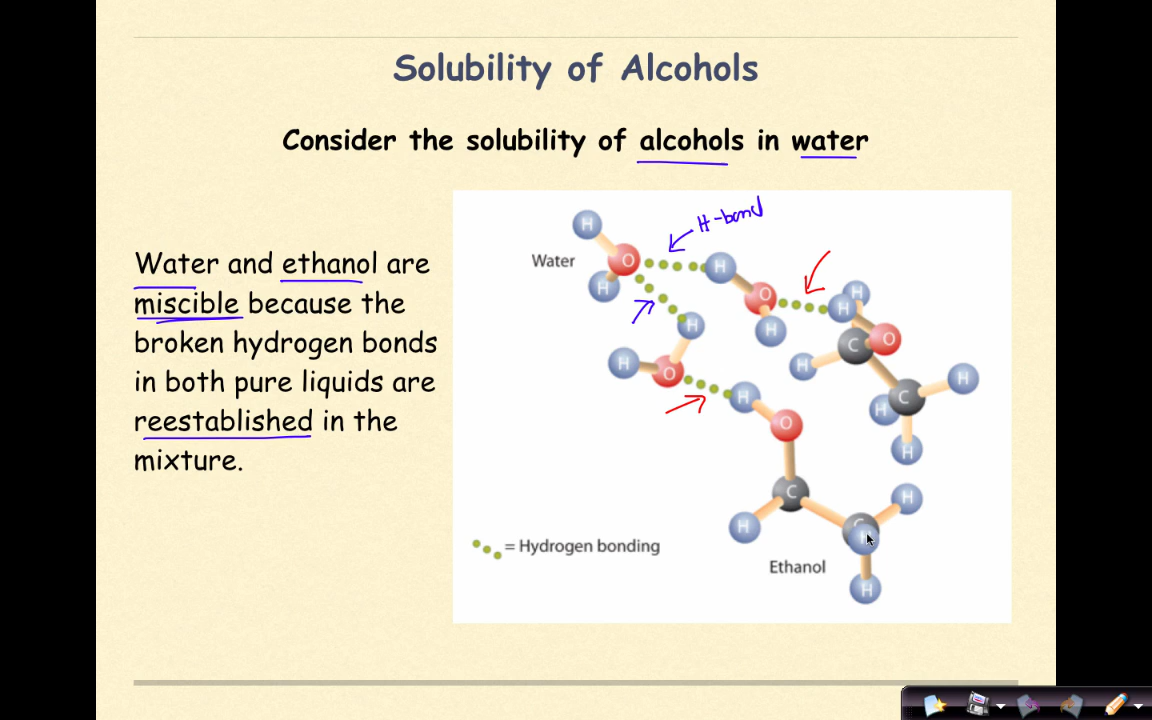 Solubility of Alcohols
Consider the solubility of alcohols in water
Water and ethanol are
miscible because the
broken hydrogen bonds
in both pure liquids are
reestablished in the
mixture.
H-bond
H
Water
O
H
H
H
O
H
H
H
H
O
C
H
H
O
H
H
C
H
O
H
C
H
H
C
H
H
= Hydrogen bonding
Ethanol
H